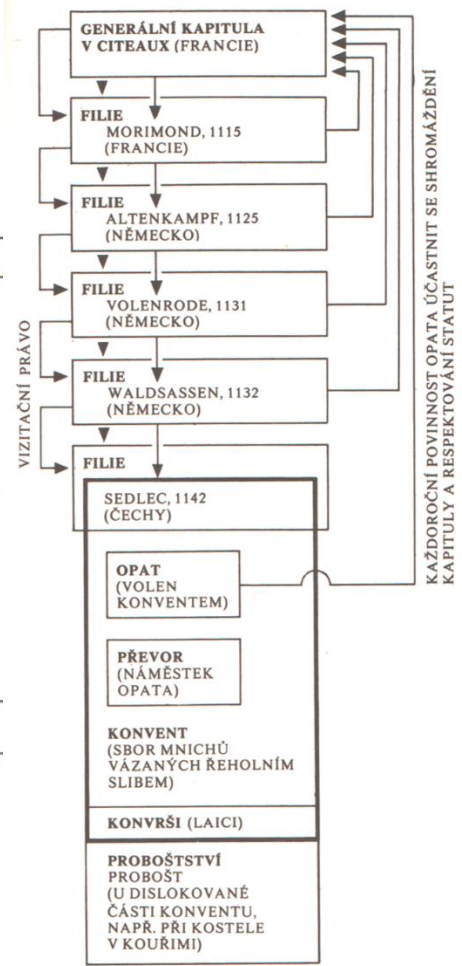 GENERÁLNÍ KAPITULA
V CITEAUX (FRANCIE)
FILIE
MORIMOND, 1115
(FRANCIE)
FILIE
ALTENKAMPF, 1125
(NĚMECKO)
FILIE
VOLENRODE, 1131
(NĚMECKO)
FILIE
WALDSASSEN, 1132
(NĚMECKO)
FILIE
SEDLEC, 1142
(ČECHY)
OPAT
(VOLEN
KONVENTEM)
PŘEVOR
(NÁMĚSTEK
OPATA)
KONVENT
(SBOR MNICHŮ
VÁZANÝCH ŘEHOLNÍM
SLIBEM)
KONVRŠI (LAICI)
PROBOŠTSTVÍ
PROBOŠT
(U DISLOKOVANÉ
ČÁSTI KONVENTU,
NAPŘ. PŘI KOSTELE
V KOUŘIMI)
VIZITAČNÍ PRÁVO
KAŽDOROČNÍ POVINNOST OPATA ÚČASTNIT SE SHROMÁŽDĚNÍ
KAPITULY A RESPEKTOVÁNÍ STATUT